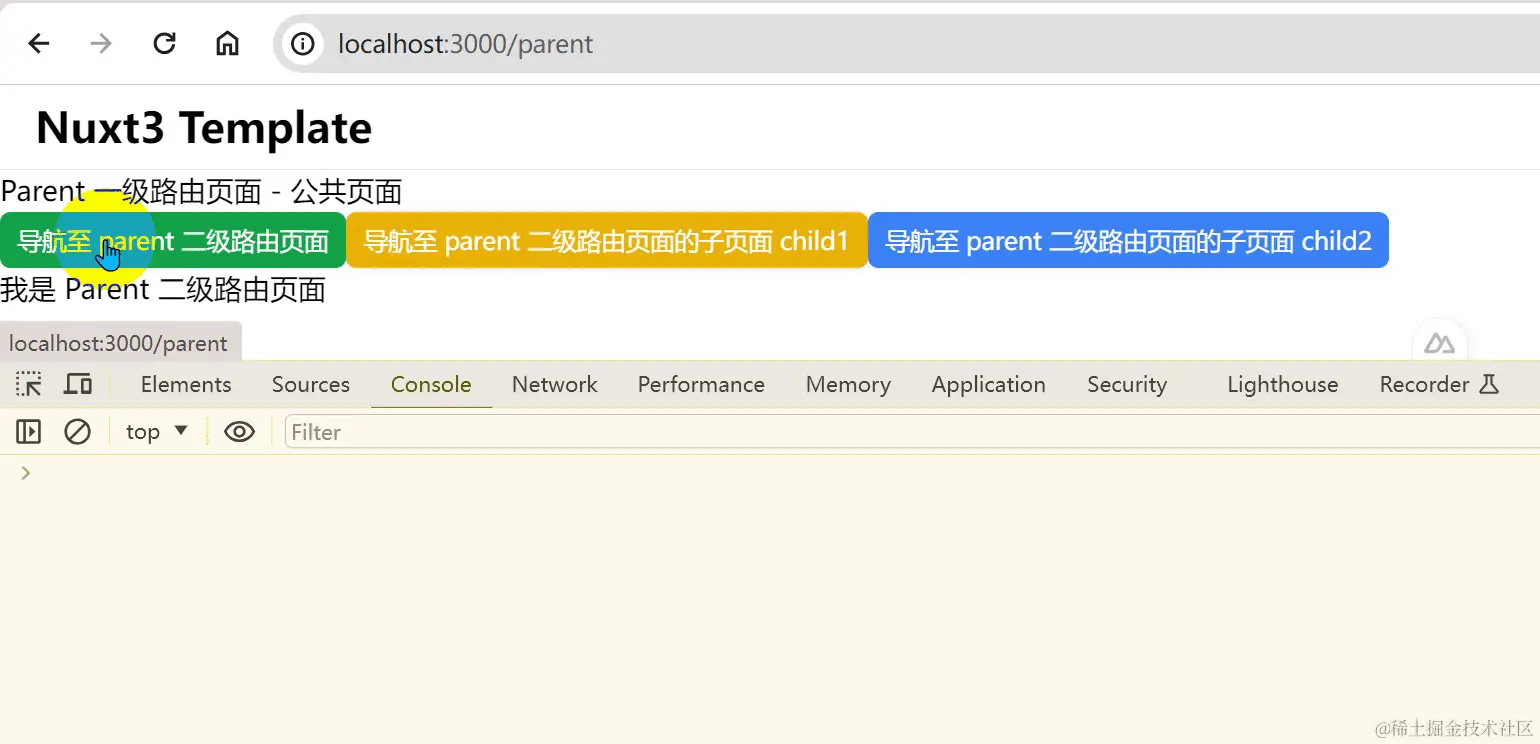 localhost:3000/parent
Nuxt3 Template
Parent 一级路由页面 - 公共页面
导航至 parent 二级路由页面 导航至 parent 二级路由页面的子页面 child1 导航至 parent 二级路由页面的子页面 child2
我是 Parent 二级路由页面
localhost:3000/parent
Elements Sources Console Network Performance Memory Application Security Lighthouse Recorder
top Filter
@稀土掘金技术社区